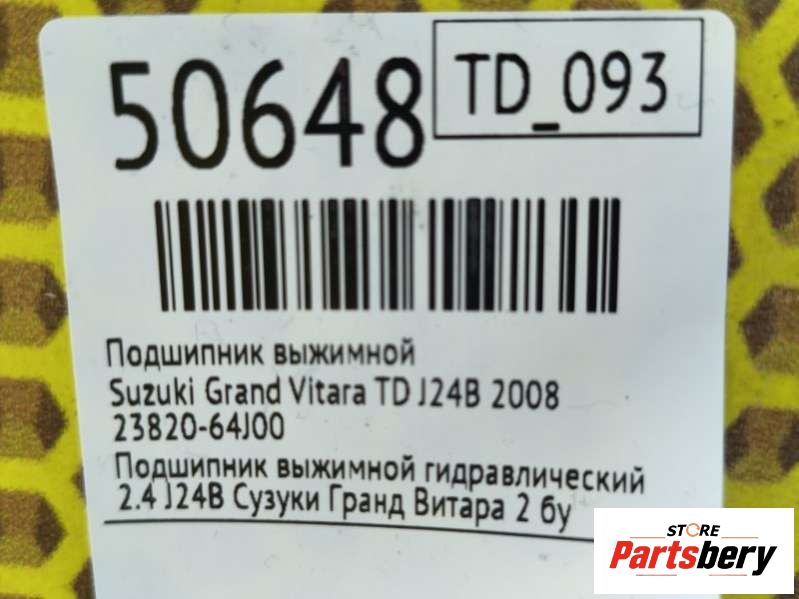 50648
TD_093
Подшипник выжимной
Suzuki Grand Vitara TD J24B 2008
23820-64J00
Подшипник выжимной гидравлический
2.4 J24B Сузуки Гранд Витара 2 бу
STORE
Partsbery